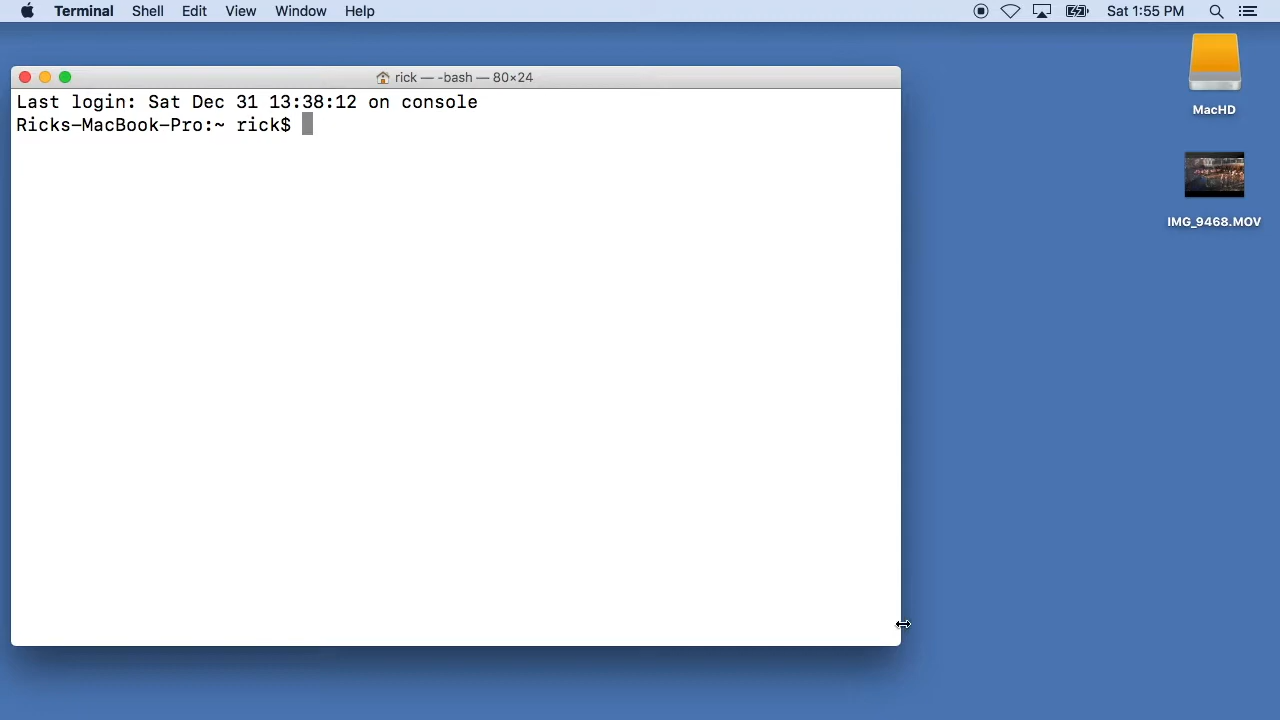 Terminal Shell Edit View Window Help Sat 1:55 PM
MacHD
IMG_9468.MOV
rick — -bash — 80×24
Last login: Sat Dec 31 13:38:12 on console
Ricks-MacBook-Pro:~ rick$